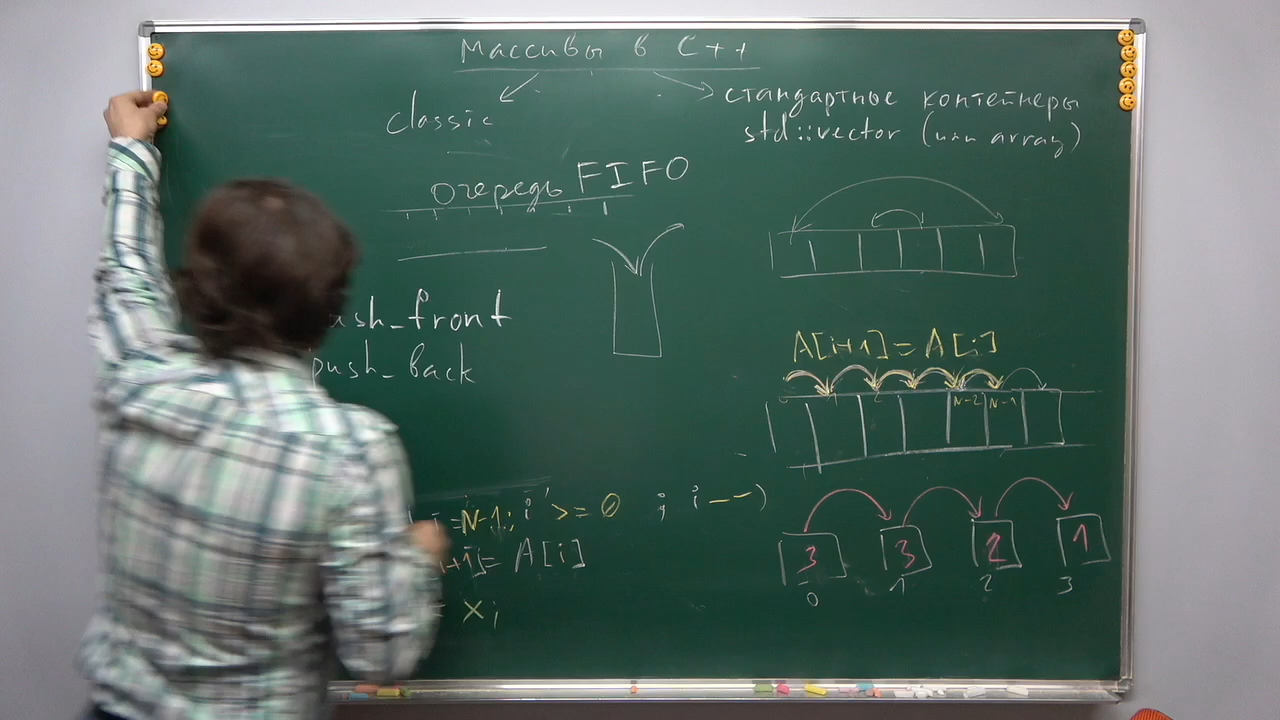 Массивы в C++
classic
стандартные контейнеры
std::vector (или array)
очередь FIFO
ush_front
push_back
A[i+1]=A[i]
N-2 N-1
=N-1; i >= 0 ; i--)
i+1]= A[i]
= x;
3 3 2 1
0 1 2 3